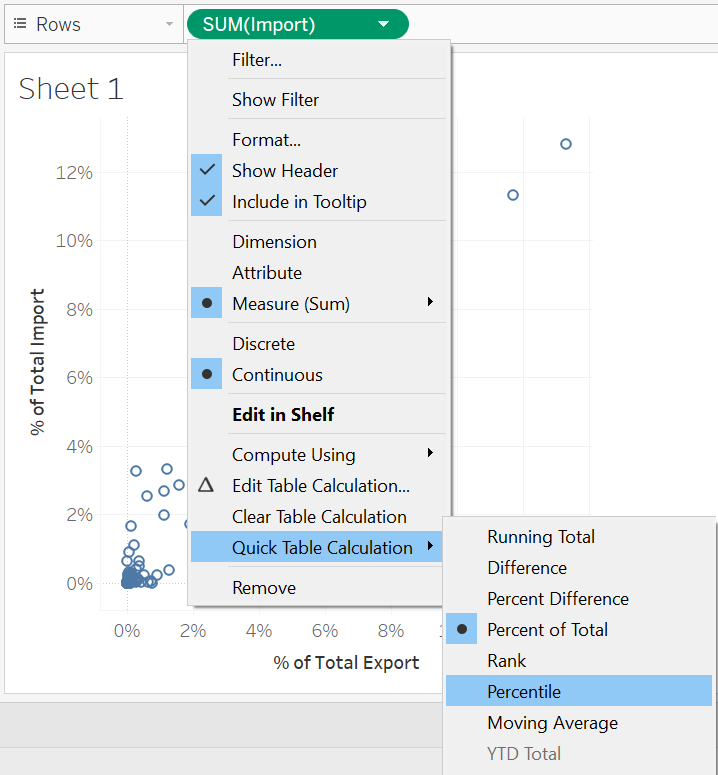 Rows
SUM(Import)
Sheet 1
Filter...
Show Filter
Format...
Show Header
Include in Tooltip
Dimension
Attribute
Measure (Sum)
Discrete
Continuous
Edit in Shelf
Compute Using
Edit Table Calculation...
Clear Table Calculation
Quick Table Calculation
Remove
Running Total
Difference
Percent Difference
Percent of Total
Rank
Percentile
Moving Average
YTD Total
% of Total Import
12%
10%
8%
6%
4%
2%
0%
0% 2% 4% 6% 8%
% of Total Export